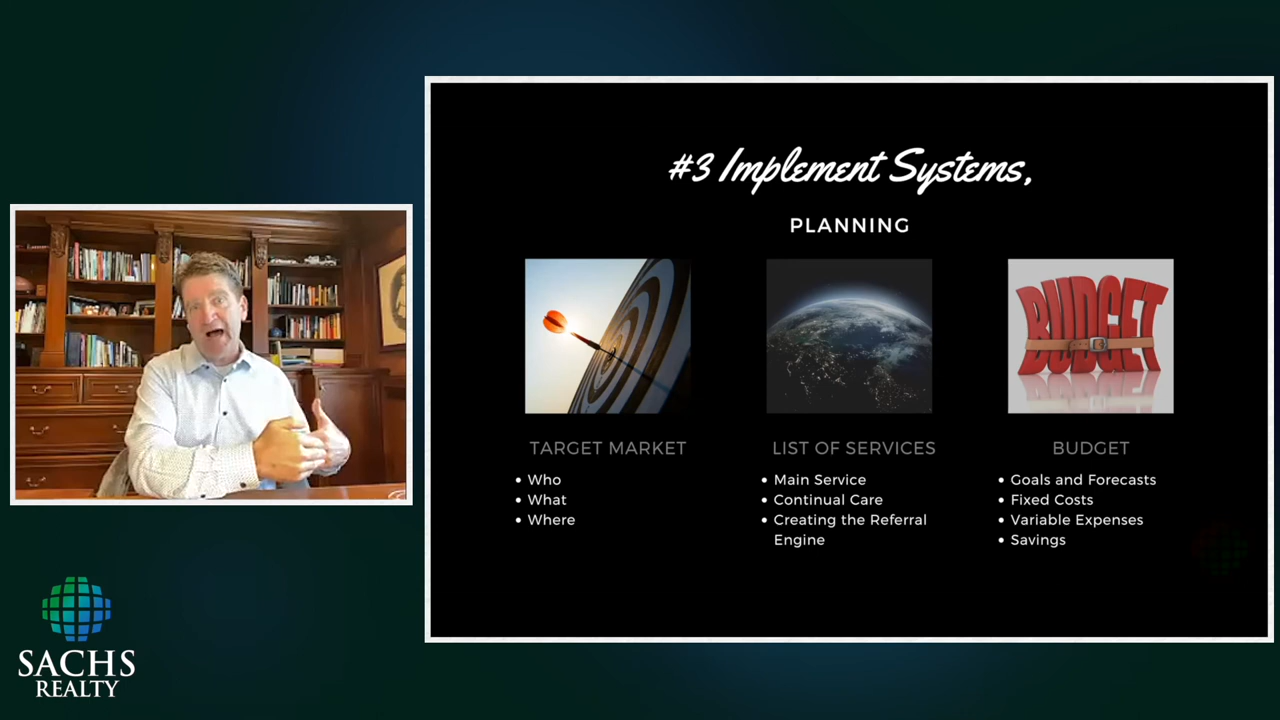 #3 Implement Systems,
PLANNING
BUDGET
TARGET MARKET
• Who
• What
• Where
LIST OF SERVICES
• Main Service
• Continual Care
• Creating the Referral
Engine
BUDGET
• Goals and Forecasts
• Fixed Costs
• Variable Expenses
• Savings
SACHS
REALTY